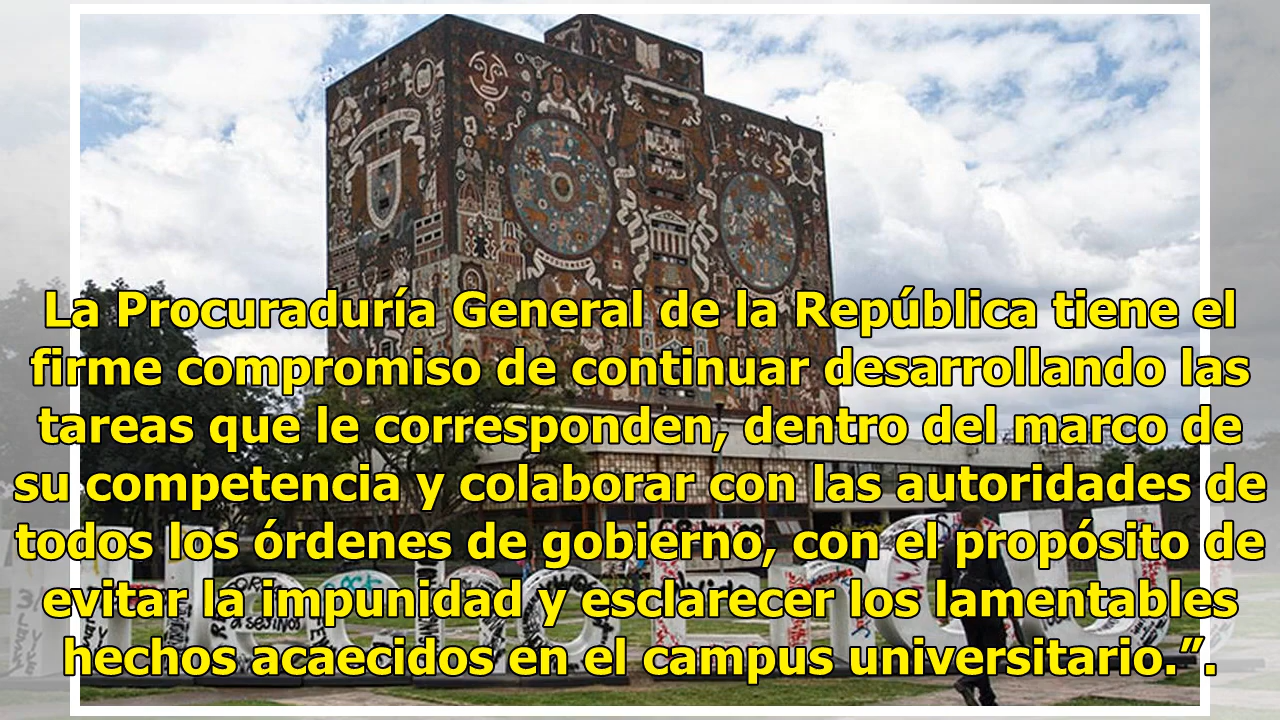 La Procuraduría General de la República tiene el
firme compromiso de continuar desarrollando las
tareas que le corresponden, dentro del marco de
su competencia y colaborar con las autoridades de
todos los órdenes de gobierno, con el propósito de
evitar la impunidad y esclarecer los lamentables
hechos acaecidos en el campus universitario.”.